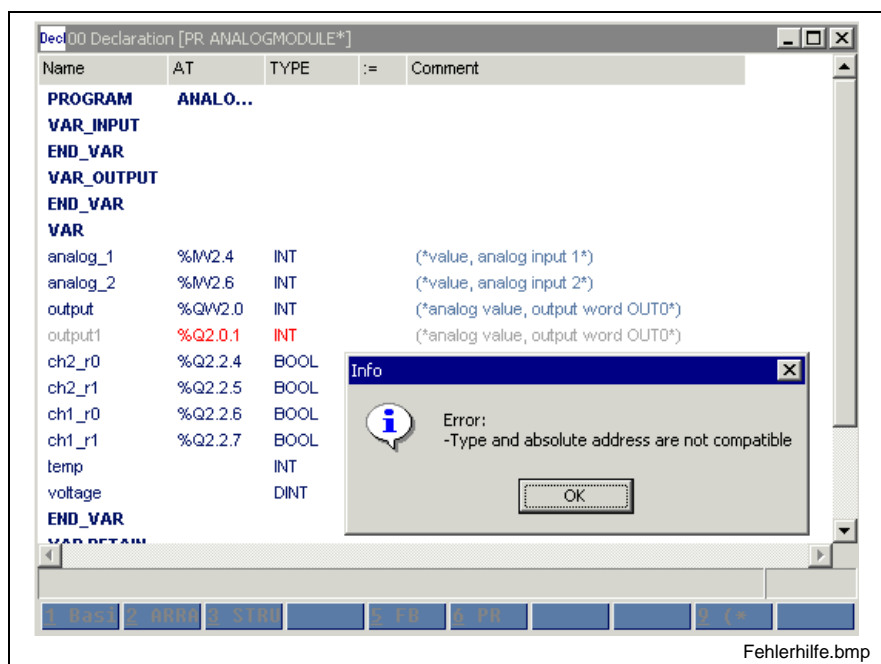 Decl 00 Declaration [PR ANALOGMODULE*]
Name AT TYPE := Comment
PROGRAM ANALO...
VAR_INPUT
END_VAR
VAR_OUTPUT
END_VAR
VAR
analog_1 %IW2.4 INT (*value, analog input 1*)
analog_2 %IW2.6 INT (*value, analog input 2*)
output %QW2.0 INT (*analog value, output word OUT0*)
output1 %Q2.0.1 INT (*analog value, output word OUT0*)
ch2_r0 %Q2.2.4 BOOL
ch2_r1 %Q2.2.5 BOOL
ch1_r0 %Q2.2.6 BOOL
ch1_r1 %Q2.2.7 BOOL
temp INT
voltage DINT
END_VAR
VAR RETAIN
Info
Error:
-Type and absolute address are not compatible
OK
1 Basi 2 ARRA 3 STRU 5 FB 6 PR 9 (*
Fehlerhilfe.bmp